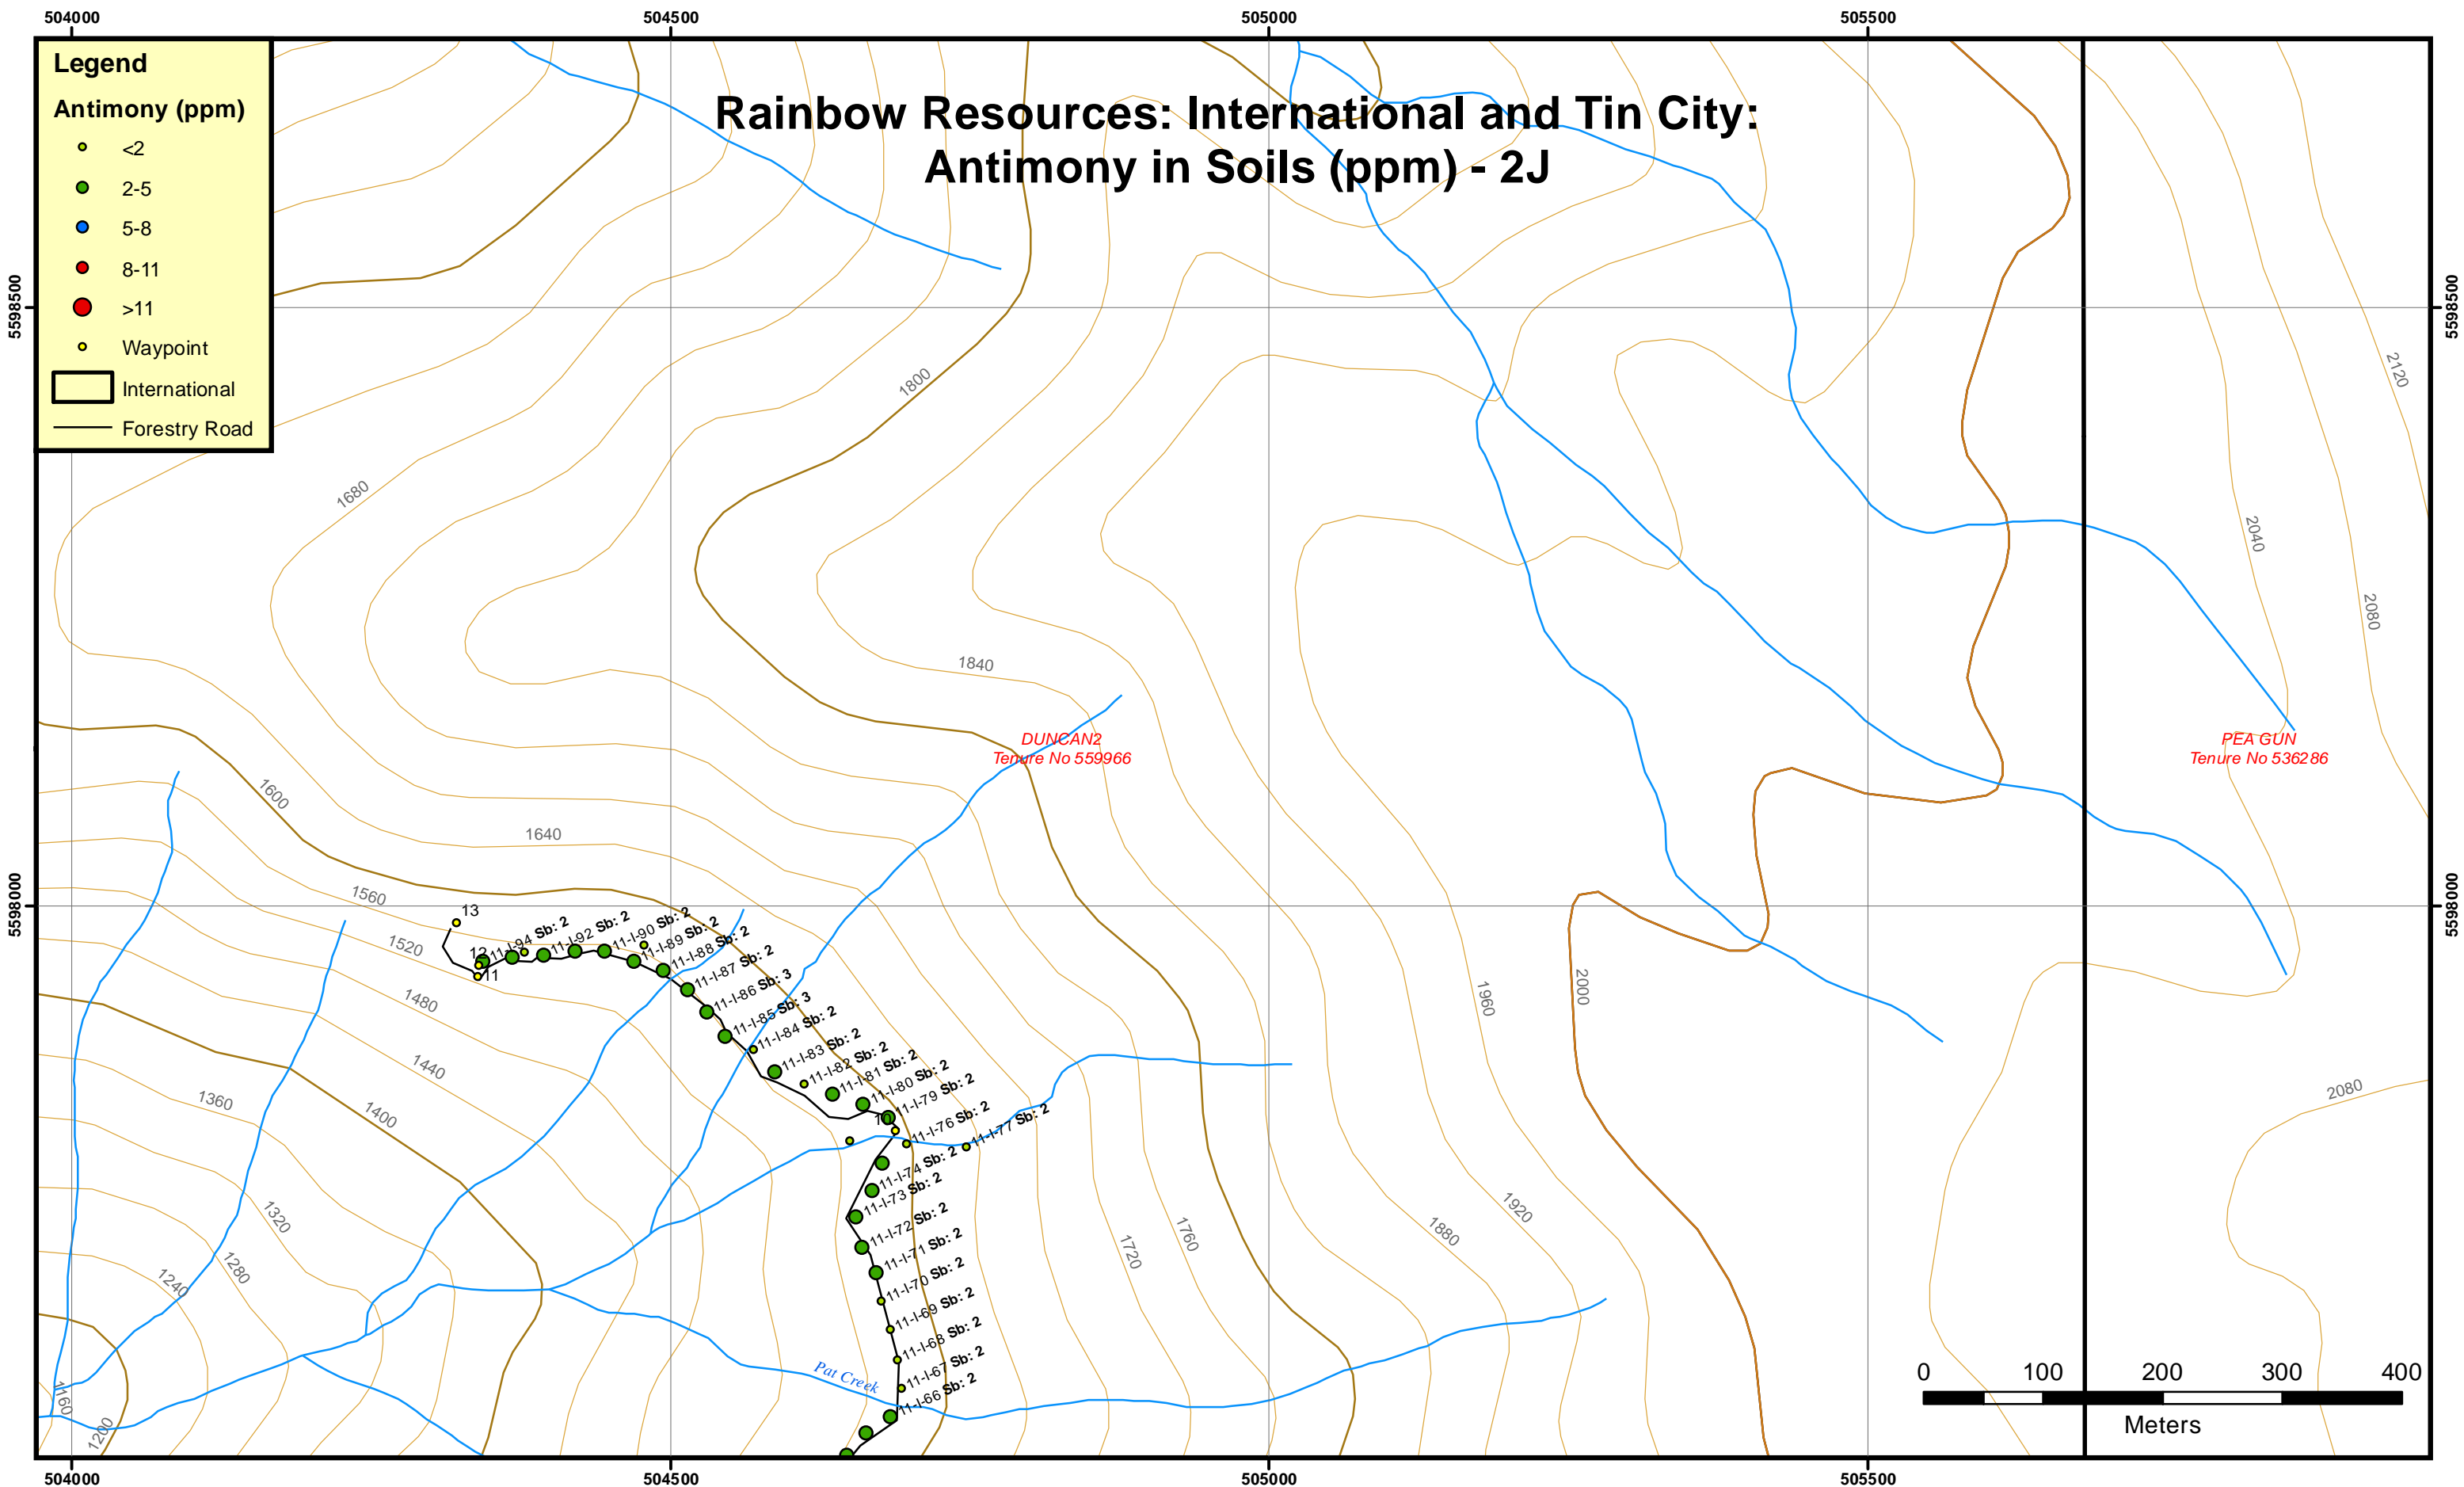 504000
504500
505000
505500
Legend
Antimony (ppm)
<2
2-5
5-8
8-11
>11
Waypoint
International
Forestry Road
Rainbow Resources: International and Tin City:
Antimony in Soils (ppm) - 2J
5598500
5598500
1800
2120
1680
2040
2080
1840
DUNCAN2
Tenure No 559966
PEA GUN
Tenure No 536286
1600
1640
1560
5598000
5598000
13
1520
12
11
11-I-94 Sb: 2
11-I-92 Sb: 2
11-I-90 Sb: 2
11-I-89 Sb: 2
11-I-88 Sb: 2
11-I-87 Sb: 2
11-I-86 Sb: 3
11-I-85 Sb: 3
11-I-84 Sb: 2
11-I-83 Sb: 2
11-I-82 Sb: 2
11-I-81 Sb: 2
11-I-80 Sb: 2
11-I-79 Sb: 2
11-I-76 Sb: 2
11-I-77 Sb: 2
11-I-74 Sb: 2
11-I-73 Sb: 2
11-I-72 Sb: 2
11-I-71 Sb: 2
11-I-70 Sb: 2
11-I-69 Sb: 2
11-I-68 Sb: 2
11-I-67 Sb: 2
11-I-66 Sb: 2
1480
1440
1400
1360
1320
1280
1240
1200
1160
1960
2000
2080
1920
1880
1760
1720
Pat Creek
0 100 200 300 400
Meters
504000
504500
505000
505500